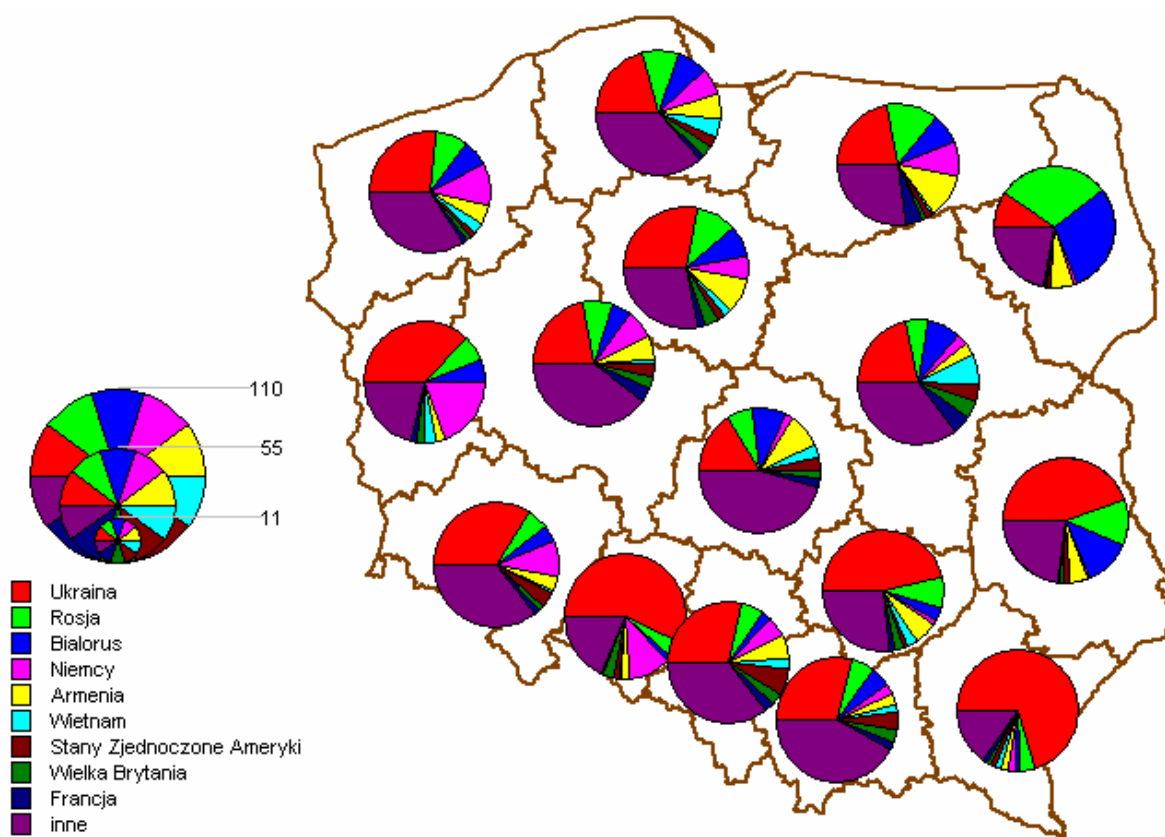 110
55
11
Ukraina
Rosja
Bialorus
Niemcy
Armenia
Wietnam
Stany Zjednoczone Ameryki
Wielka Brytania
Francja
inne